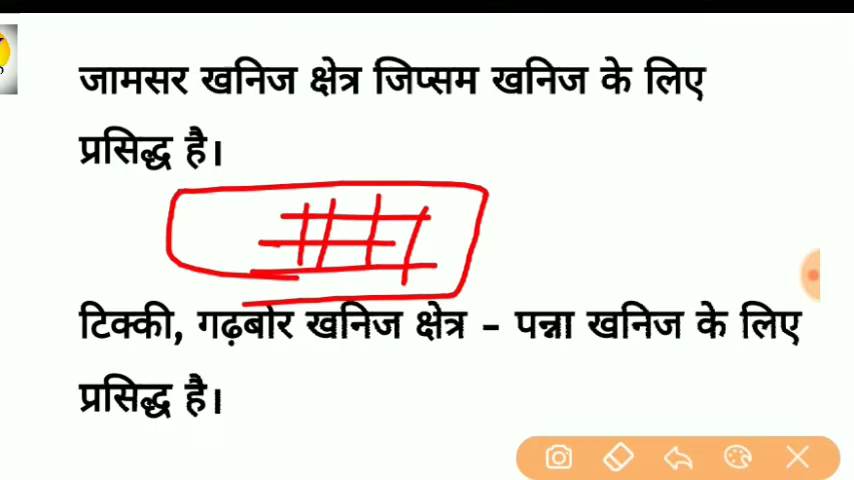 जामसर खनिज क्षेत्र जिप्सम खनिज के लिए
प्रसिद्ध है।
टिक्की, गढ़बोर खनिज क्षेत्र - पन्ना खनिज के लिए
प्रसिद्ध है।